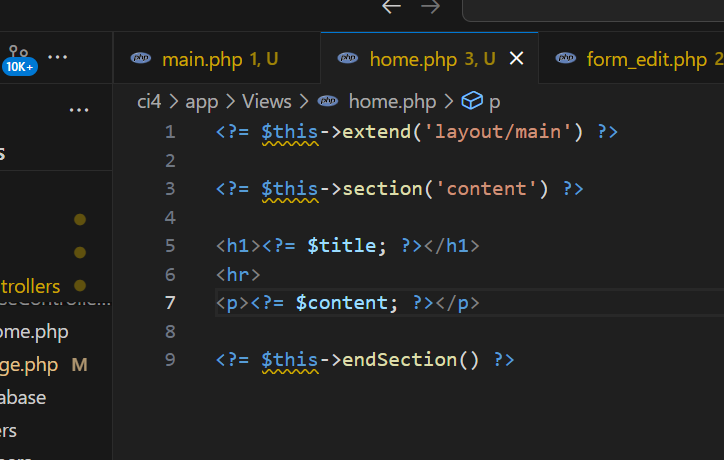 10K+
main.php 1, U
home.php 3, U
form_edit.php 2
ci4 > app > Views > home.php > p
s
trollers
ome.php
ge.php M
abase
ers
1 <?= $this->extend('layout/main') ?>
2
3 <?= $this->section('content') ?>
4
5 <h1><?= $title; ?></h1>
6 <hr>
7 <p><?= $content; ?></p>
8
9 <?= $this->endSection() ?>